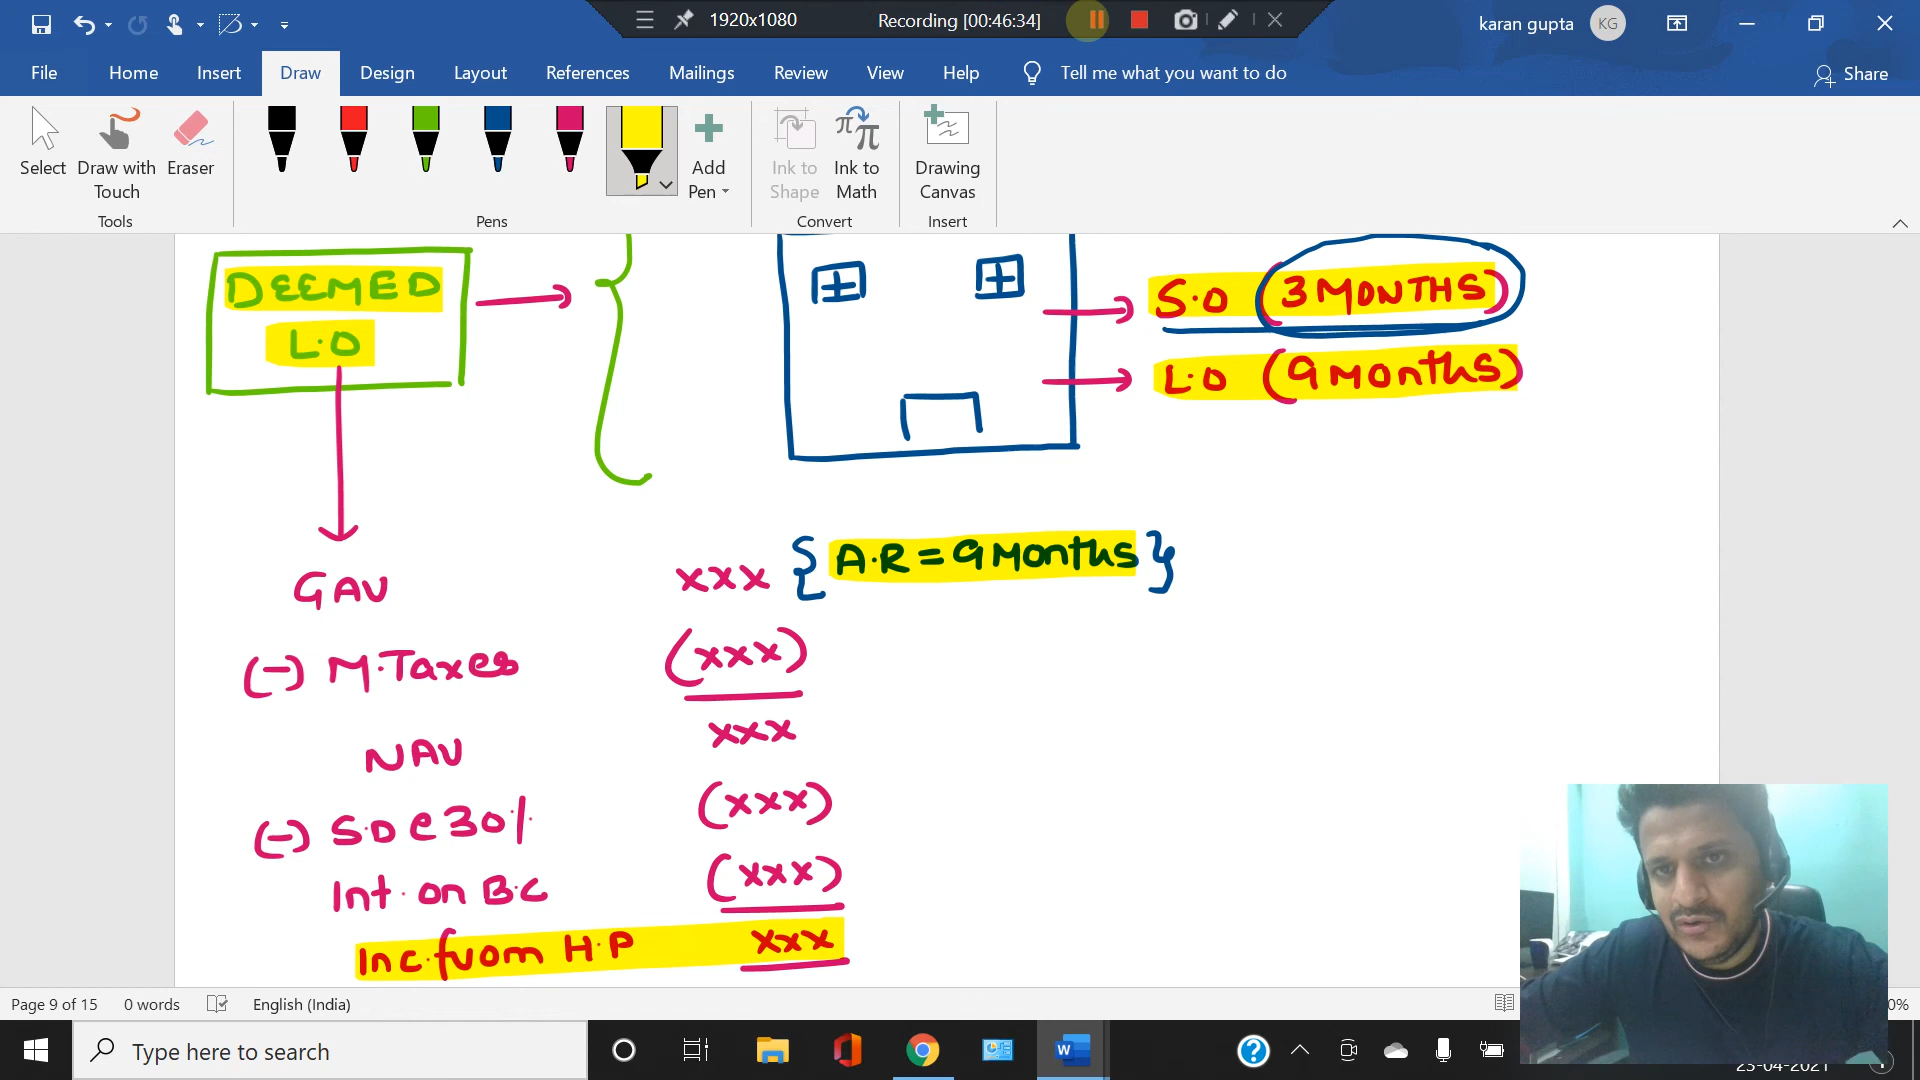 1920x1080
Recording [00:46:34]
karan gupta
KG
File
Home
Insert
Draw
Design
Layout
References
Mailings
Review
View
Help
Tell me what you want to do
Share
Select
Draw with Touch
Eraser
Add Pen
Ink to Shape
Ink to Math
Drawing Canvas
Tools
Pens
Convert
Insert
DEEMED
L.O
S.O (3 MONTHS)
L.O (9 Months)
GAV xxx { A.R = 9 Months }
(-) M.Taxes (xxx)
NAV xxx
(-) S.D @ 30% (xxx)
Int. on B.C (xxx)
Inc. from H.P xxx
Page 9 of 15
0 words
English (India)
0%
Type here to search
W
?
23-04-2021